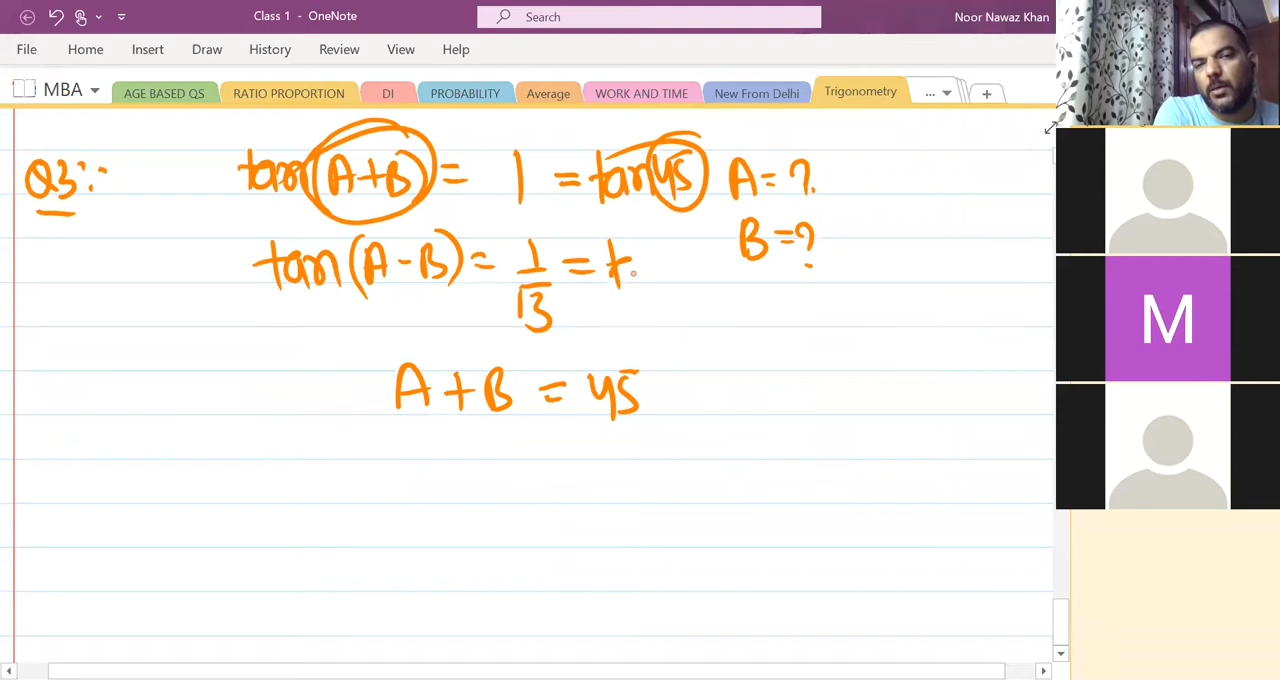 Class 1 - OneNote
Search
Noor Nawaz Khan
File Home Insert Draw History Review View Help
MBA AGE BASED QS RATIO PROPORTION DI PROBABILITY Average WORK AND TIME New From Delhi Trigonometry ... +
Q3:- tan(A+B) = 1 = tan 45 A = ?
B = ?
tan(A-B) = 1/√3 = t
A + B = 45
M